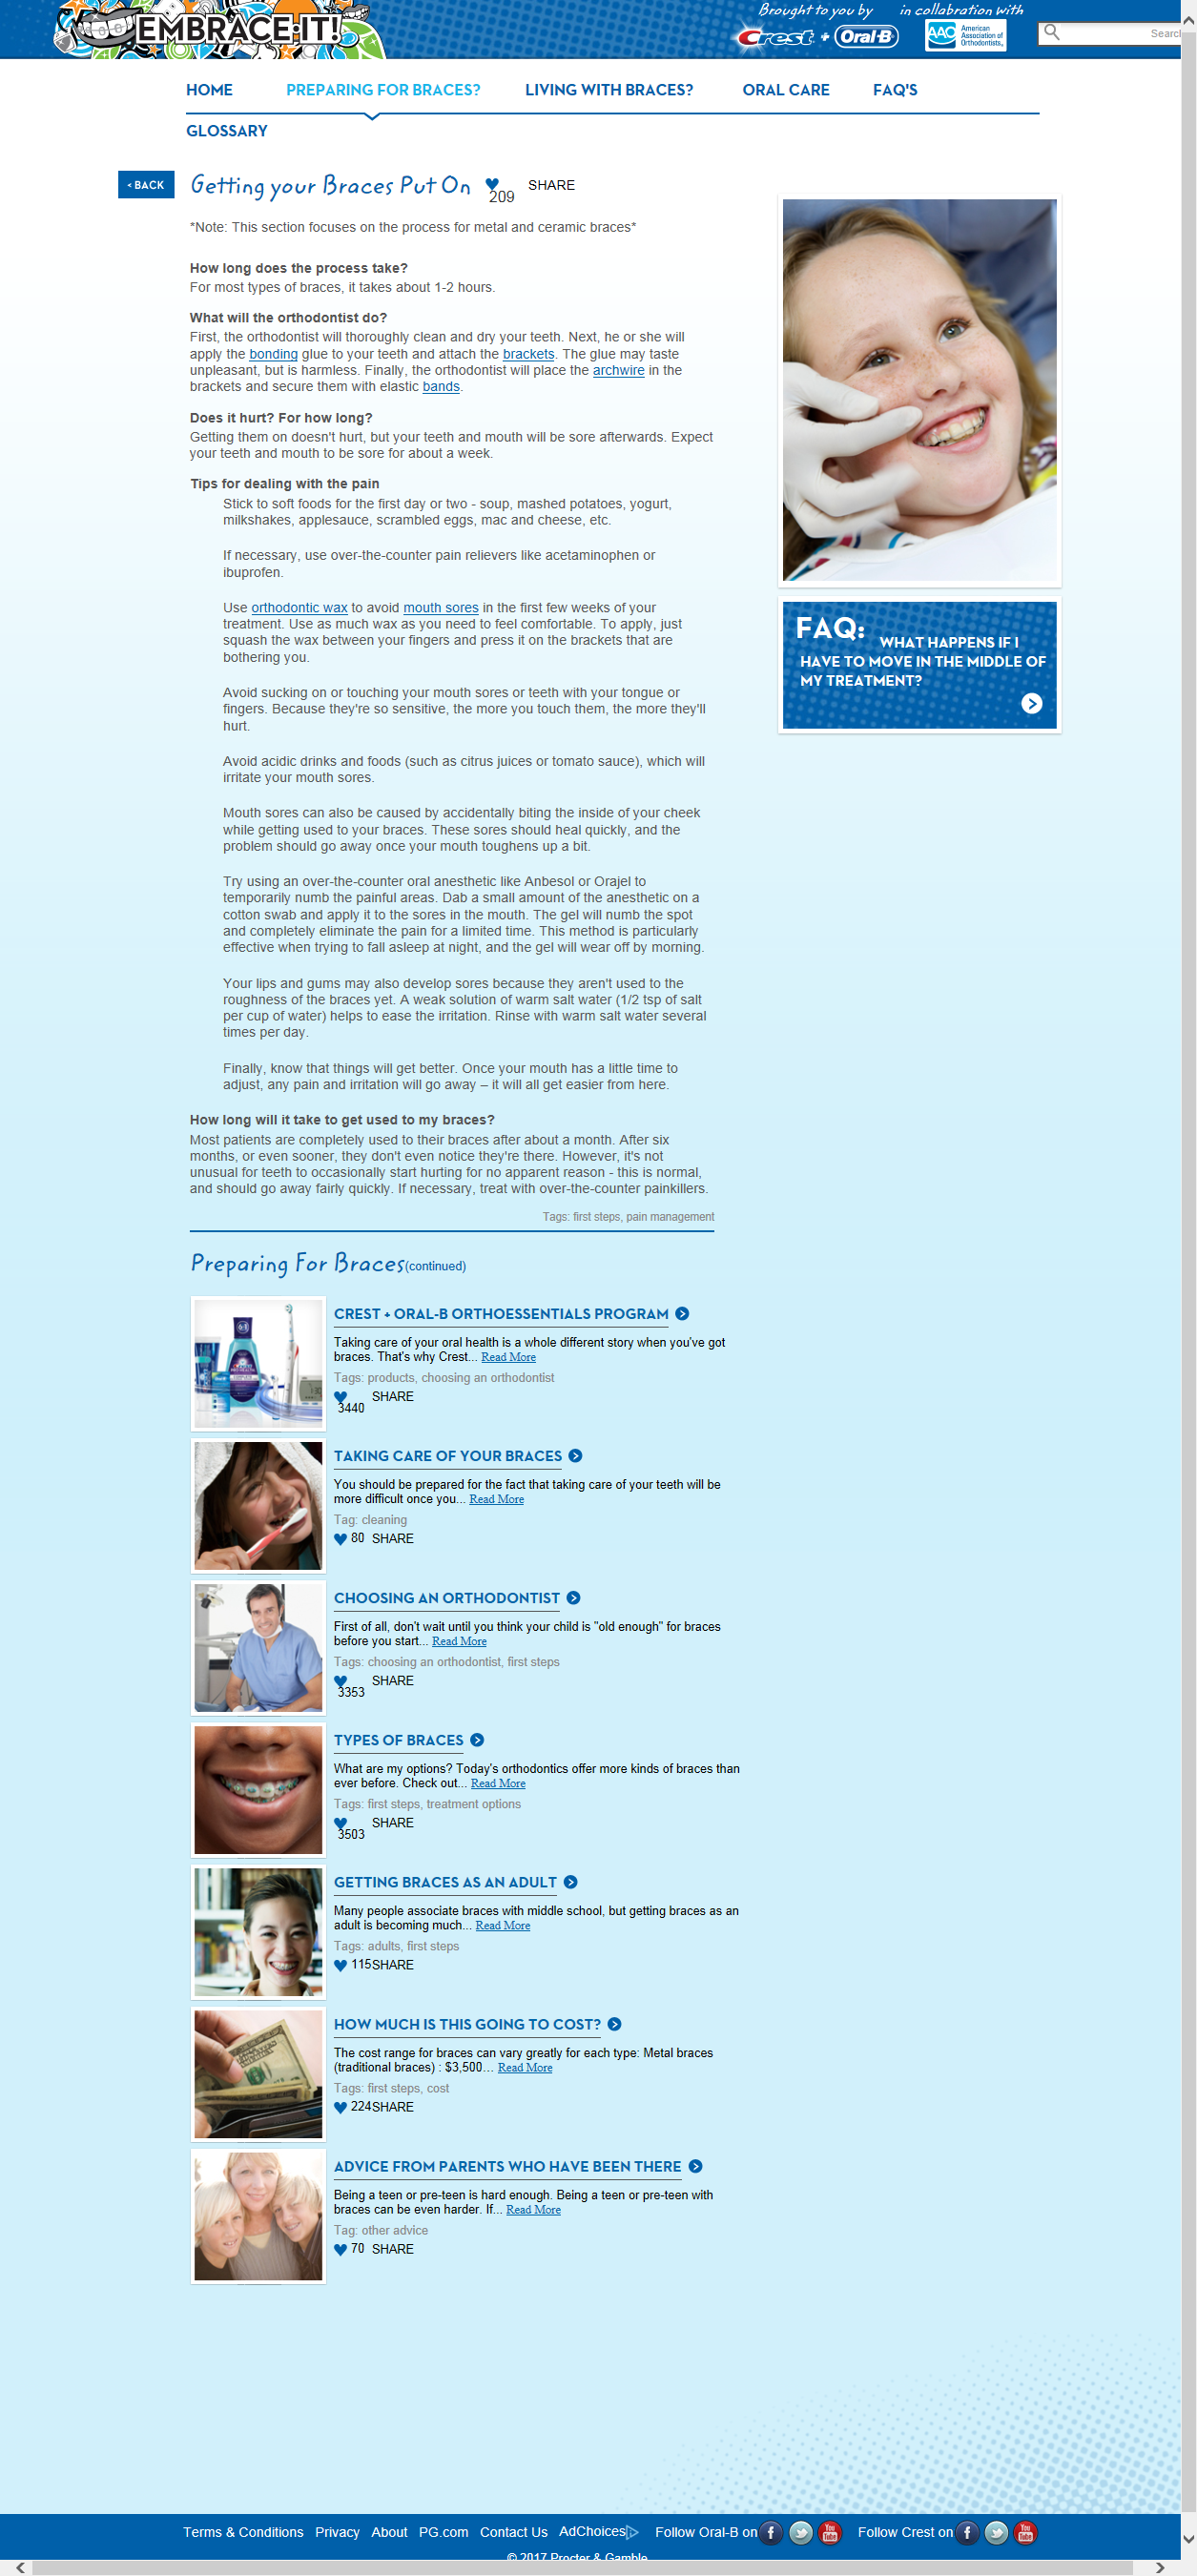 EMBRACE·IT!
Brought to you by in collabration with
Crest + Oral-B AAO American Association of Orthodontists
Searc
HOME PREPARING FOR BRACES? LIVING WITH BRACES? ORAL CARE FAQ'S
GLOSSARY
< BACK Getting your Braces Put On 209 SHARE
*Note: This section focuses on the process for metal and ceramic braces*
How long does the process take?
For most types of braces, it takes about 1-2 hours.
What will the orthodontist do?
First, the orthodontist will thoroughly clean and dry your teeth. Next, he or she will
apply the bonding glue to your teeth and attach the brackets. The glue may taste
unpleasant, but is harmless. Finally, the orthodontist will place the archwire in the
brackets and secure them with elastic bands.
Does it hurt? For how long?
Getting them on doesn't hurt, but your teeth and mouth will be sore afterwards. Expect
your teeth and mouth to be sore for about a week.
Tips for dealing with the pain
Stick to soft foods for the first day or two - soup, mashed potatoes, yogurt,
milkshakes, applesauce, scrambled eggs, mac and cheese, etc.
If necessary, use over-the-counter pain relievers like acetaminophen or
ibuprofen.
Use orthodontic wax to avoid mouth sores in the first few weeks of your
treatment. Use as much wax as you need to feel comfortable. To apply, just
squash the wax between your fingers and press it on the brackets that are
bothering you.
Avoid sucking on or touching your mouth sores or teeth with your tongue or
fingers. Because they're so sensitive, the more you touch them, the more they'll
hurt.
Avoid acidic drinks and foods (such as citrus juices or tomato sauce), which will
irritate your mouth sores.
Mouth sores can also be caused by accidentally biting the inside of your cheek
while getting used to your braces. These sores should heal quickly, and the
problem should go away once your mouth toughens up a bit.
Try using an over-the-counter oral anesthetic like Anbesol or Orajel to
temporarily numb the painful areas. Dab a small amount of the anesthetic on a
cotton swab and apply it to the sores in the mouth. The gel will numb the spot
and completely eliminate the pain for a limited time. This method is particularly
effective when trying to fall asleep at night, and the gel will wear off by morning.
Your lips and gums may also develop sores because they aren't used to the
roughness of the braces yet. A weak solution of warm salt water (1/2 tsp of salt
per cup of water) helps to ease the irritation. Rinse with warm salt water several
times per day.
Finally, know that things will get better. Once your mouth has a little time to
adjust, any pain and irritation will go away – it will all get easier from here.
How long will it take to get used to my braces?
Most patients are completely used to their braces after about a month. After six
months, or even sooner, they don't even notice they're there. However, it's not
unusual for teeth to occasionally start hurting for no apparent reason - this is normal,
and should go away fairly quickly. If necessary, treat with over-the-counter painkillers.
Tags: first steps, pain management
FAQ: WHAT HAPPENS IF I
HAVE TO MOVE IN THE MIDDLE OF
MY TREATMENT?
Preparing For Braces(continued)
CREST + ORAL-B ORTHOESSENTIALS PROGRAM
Taking care of your oral health is a whole different story when you've got
braces. That's why Crest... Read More
Tags: products, choosing an orthodontist
3440 SHARE
TAKING CARE OF YOUR BRACES
You should be prepared for the fact that taking care of your teeth will be
more difficult once you... Read More
Tag: cleaning
80 SHARE
CHOOSING AN ORTHODONTIST
First of all, don't wait until you think your child is "old enough" for braces
before you start... Read More
Tags: choosing an orthodontist, first steps
3353 SHARE
TYPES OF BRACES
What are my options? Today's orthodontics offer more kinds of braces than
ever before. Check out... Read More
Tags: first steps, treatment options
3503 SHARE
GETTING BRACES AS AN ADULT
Many people associate braces with middle school, but getting braces as an
adult is becoming much... Read More
Tags: adults, first steps
115 SHARE
HOW MUCH IS THIS GOING TO COST?
The cost range for braces can vary greatly for each type: Metal braces
(traditional braces) : $3,500... Read More
Tags: first steps, cost
224 SHARE
ADVICE FROM PARENTS WHO HAVE BEEN THERE
Being a teen or pre-teen is hard enough. Being a teen or pre-teen with
braces can be even harder. If... Read More
Tag: other advice
70 SHARE
Terms & Conditions Privacy About PG.com Contact Us AdChoices Follow Oral-B on f You Tube Follow Crest on f You Tube
© 2017 Procter & Gamble